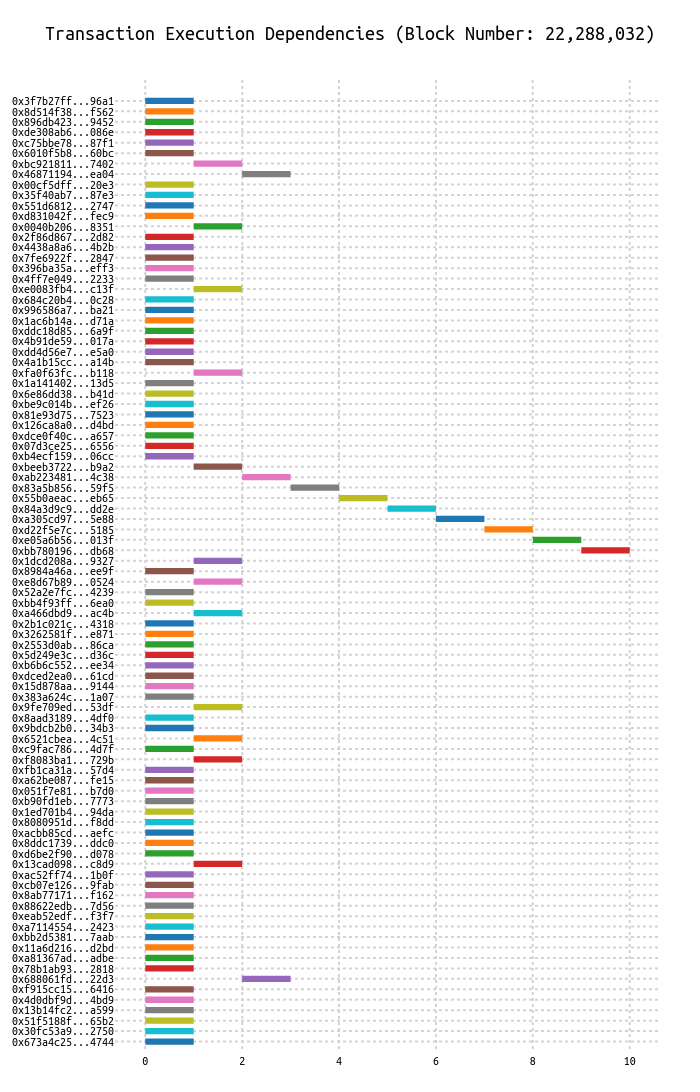 Transaction Execution Dependencies (Block Number: 22,288,032)
0x3f7b27ff...96a1
0x8d514f38...f562
0x896db423...9452
0xde308ab6...086e
0xc75bbe78...87f1
0x6010f5b8...60bc
0xbc921811...7402
0x46871194...ea04
0x00cf5dff...20e3
0x35f40ab7...87e3
0x551d6812...2747
0xd831042f...fec9
0x0040b206...8351
0x2f86d867...2d82
0x4438a8a6...4b2b
0x7fe6922f...2847
0x396ba35a...eff3
0x4ff7e049...2233
0xe0083fb4...c13f
0x684c20b4...0c28
0x996586a7...ba21
0x1ac6b14a...d71a
0xddc18d85...6a9f
0x4b91de59...017a
0xdd4d56e7...e5a0
0x4a1b15cc...a14b
0xfa0f63fc...b118
0x1a141402...13d5
0x6e86dd38...b41d
0xbe9c014b...ef26
0x81e93d75...7523
0x126ca8a0...d4bd
0xdce0f40c...a657
0x07d3ce25...6556
0xb4ecf159...06cc
0xbeeb3722...b9a2
0xab223481...4c38
0x83a5b856...59f5
0x55b0aeac...eb65
0x84a3d9c9...dd2e
0xa305cd97...5e88
0xd22f5e7c...5185
0xe05a6b56...013f
0xbb780196...db68
0x1dcd208a...9327
0x8984a46a...ee9f
0xe8d67b89...0524
0x52a2e7fc...4239
0xbb4f93ff...6ea0
0xa466dbd9...ac4b
0x2b1c021c...4318
0x3262581f...e871
0x2553d0ab...86ca
0x5d249e3c...d36c
0xb6b6c552...ee34
0xdced2ea0...61cd
0x15d878aa...9144
0x383a624c...1a07
0x9fe709ed...53df
0x8aad3189...4df0
0x9bdcb2b0...34b3
0x6521cbea...4c51
0xc9fac786...4d7f
0xf8083ba1...729b
0xfb1ca31a...57d4
0xa62be087...fe15
0x051f7e81...b7d0
0xb90fd1eb...7773
0x1ed701b4...94da
0x8080951d...f8dd
0xacbb85cd...aefc
0x8ddc1739...ddc0
0xd6be2f90...d078
0x13cad098...c8d9
0xac52ff74...1b0f
0xcb07e126...9fab
0x8ab77171...f162
0x88622edb...7d56
0xeab52edf...f3f7
0xa7114554...2423
0xbb2d5381...7aab
0x11a6d216...d2bd
0xa81367ad...adbe
0x78b1ab93...2818
0x688061fd...22d3
0xf915cc15...6416
0x4d0dbf9d...4bd9
0x13b14fc2...a599
0x51f5188f...65b2
0x30fc53a9...2750
0x673a4c25...4744
0 2 4 6 8 10